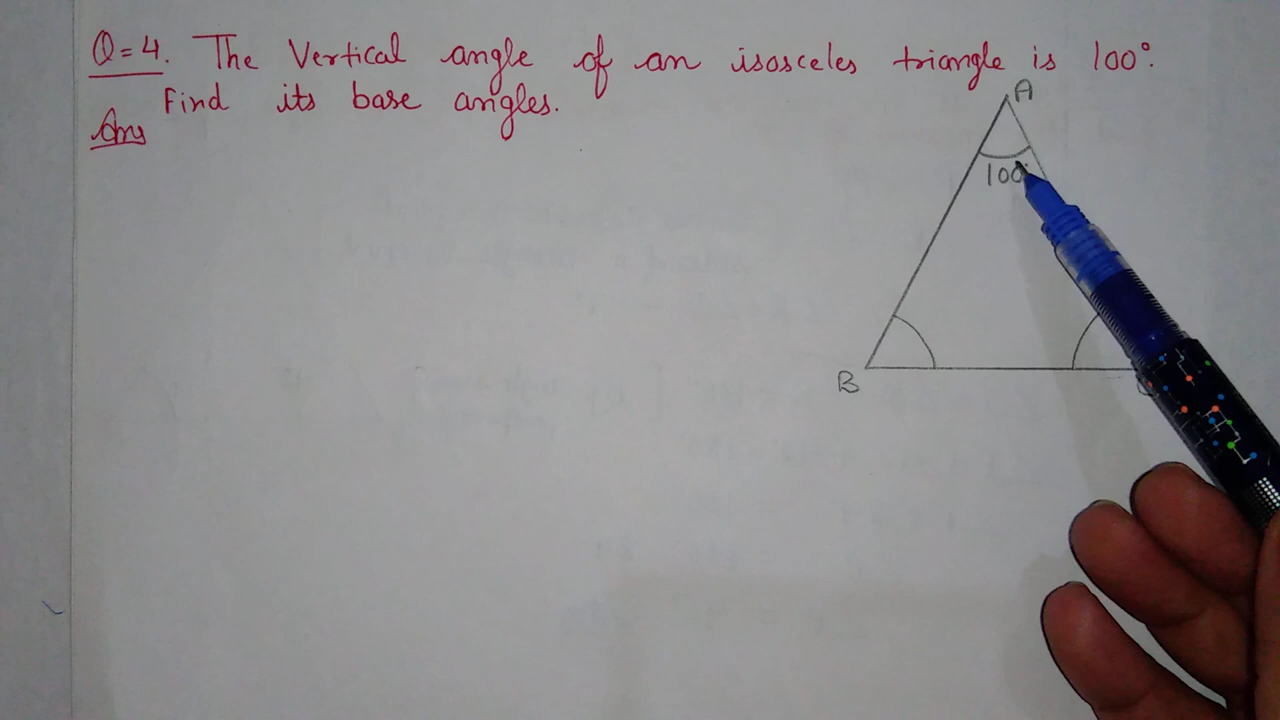 Q=4. The Vertical angle of an isosceles triangle is 100°.
Find its base angles.
Ans
A
100°
B